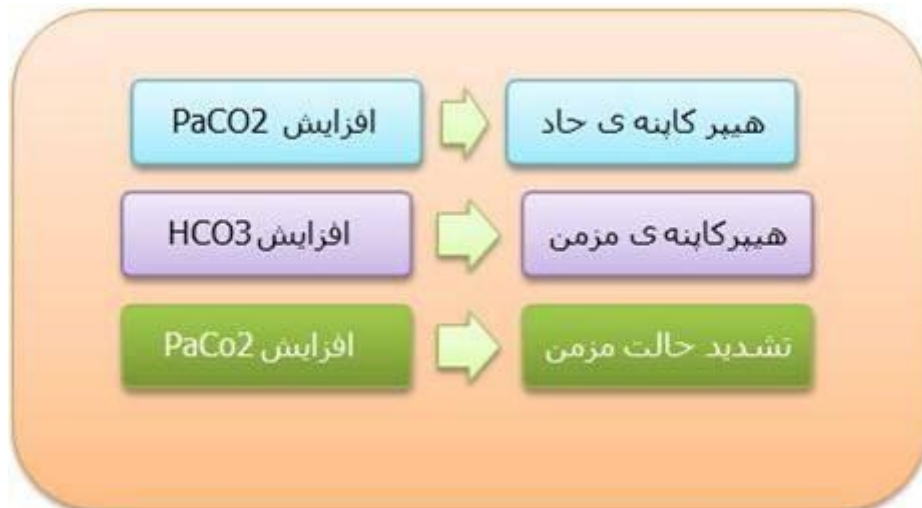 افزایش PaCO2
هیپر کاپنه ی حاد
افزایش HCO3
هیپرکاپنه ی مزمن
افزایش PaCo2
تشدید حالت مزمن